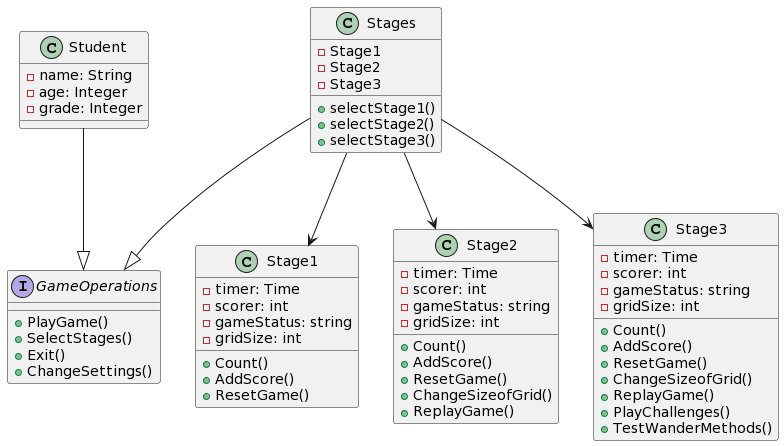 C Student
name: String
age: Integer
grade: Integer
C Stages
Stage1
Stage2
Stage3
selectStage1()
selectStage2()
selectStage3()
I GameOperations
PlayGame()
SelectStages()
Exit()
ChangeSettings()
C Stage1
timer: Time
scorer: int
gameStatus: string
gridSize: int
Count()
AddScore()
ResetGame()
C Stage2
timer: Time
scorer: int
gameStatus: string
gridSize: int
Count()
AddScore()
ResetGame()
ChangeSizeofGrid()
ReplayGame()
C Stage3
timer: Time
scorer: int
gameStatus: string
gridSize: int
Count()
AddScore()
ResetGame()
ChangeSizeofGrid()
ReplayGame()
PlayChallenges()
TestWanderMethods()